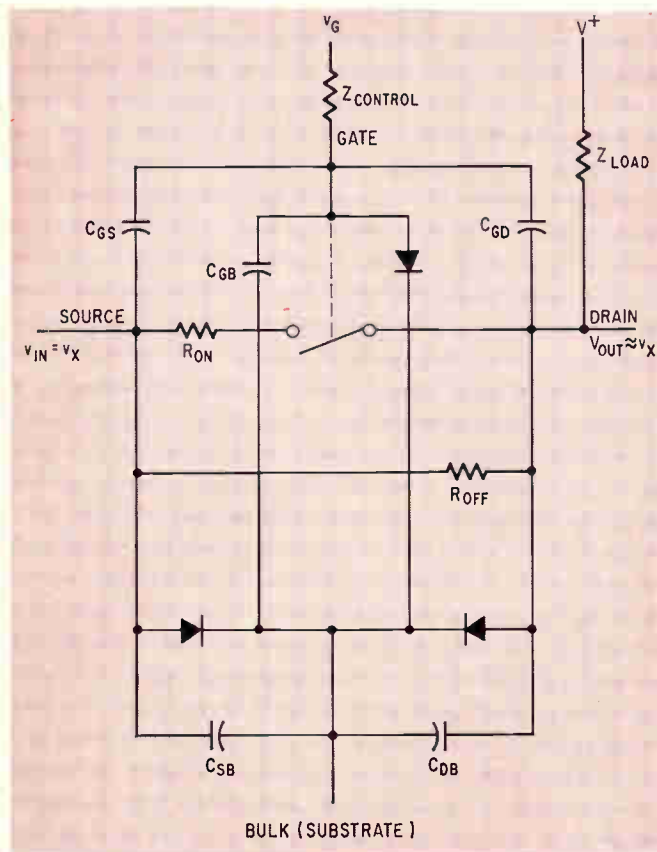 v_G
V+
Z_CONTROL
GATE
Z_LOAD
C_GS
C_GB
C_GD
SOURCE
DRAIN
v_IN = v_X
R_ON
V_OUT ≈ v_X
R_OFF
C_SB
C_DB
BULK (SUBSTRATE)